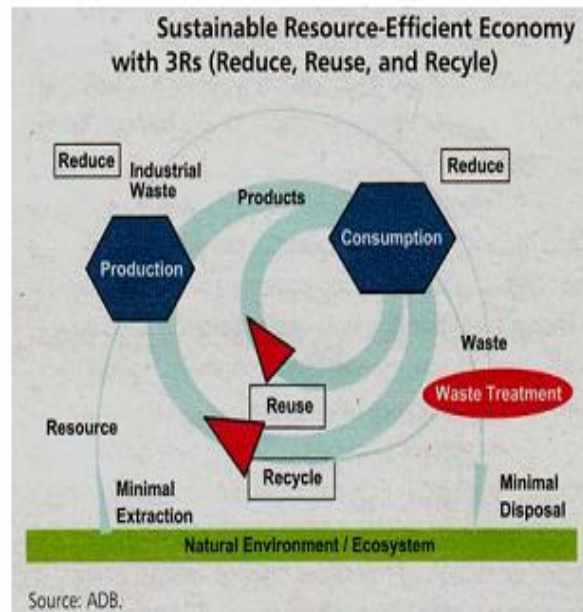 Sustainable Resource-Efficient Economy
with 3Rs (Reduce, Reuse, and Recyle)
Reduce
Industrial
Waste
Products
Reduce
Consumption
Production
Waste
Waste Treatment
Reuse
Resource
Recycle
Minimal
Extraction
Minimal
Disposal
Natural Environment / Ecosystem
Source: ADB.